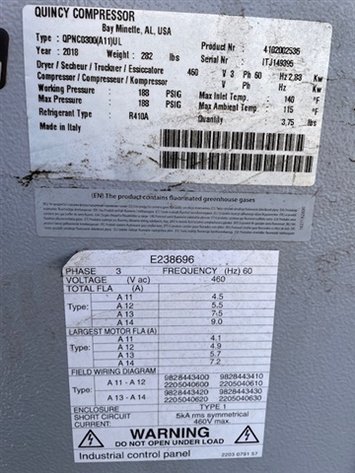 QUINCY COMPRESSOR
Bay Minette, AL, USA
Type : QPNC0300(A11)UL
Product Nr 4102002535
Year : 2018 Weight : 282 lbs
Serial Nr ITJ149395
Dryer / Secheur / Trockner / Essiccatore 460 V 3 Ph 60 Hz 2,83 Kw
Compressor / Compresseur / Kompressor V Ph Hz Kw
Working Pressure 188 PSIG Max Inlet Temp. 140 °F
Max Pressure 188 PSIG Max Ambient Temp. 115 °F
Refrigerant Type R410A Quantity 3,75 lbs
Made in Italy
(EN) The product contains fluorinated greenhouse gases
E238696
PHASE 3 FREQUENCY (Hz) 60
VOLTAGE (V ac) 460
TOTAL FLA (A)
Type:
A 11 4.5
A 12 5.5
A 13 7.5
A 14 9.0
LARGEST MOTOR FLA (A)
Type:
A 11 4.1
A 12 4.9
A 13 5.7
A 14 7.2
FIELD WIRING DIAGRAM
Type:
A 11 - A 12 9828443400 9828443410
2205040600 2205040610
A 13 - A 14 9828443420 9828443430
2205040620 2205040630
ENCLOSURE TYPE 1
SHORT CIRCUIT CURRENT: 5kA rms symmetrical
460V max.
WARNING
DO NOT OPEN UNDER LOAD
Industrial control panel 2203 0791 57